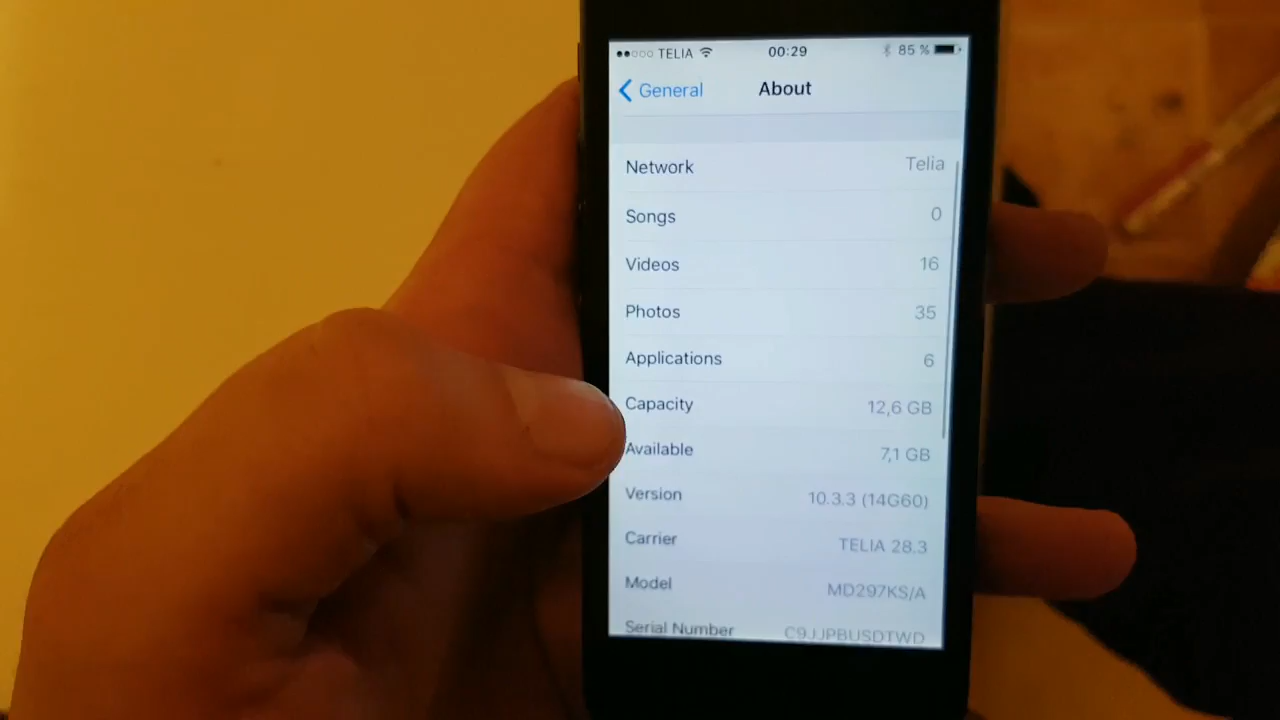 TELIA 00:29 85 %
General About
Network Telia
Songs 0
Videos 16
Photos 35
Applications 6
Capacity 12,6 GB
Available 7,1 GB
Version 10.3.3 (14G60)
Carrier TELIA 28.3
Model MD297KS/A
Serial Number C9JJPBUSDTWD